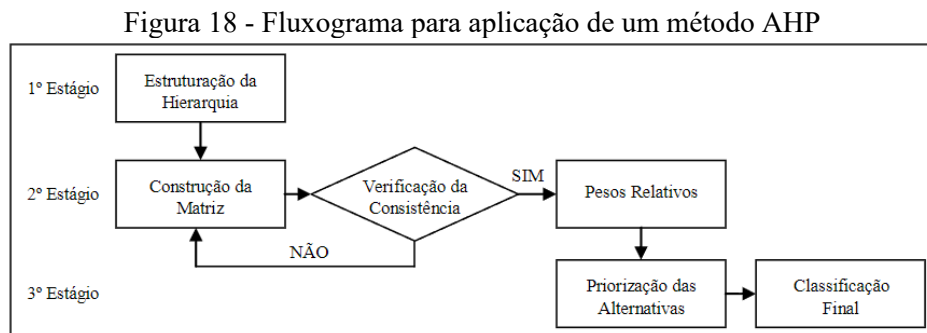 Figura 18 - Fluxograma para aplicação de um método AHP
1º Estágio
Estruturação da
Hierarquia
2º Estágio
Construção da
Matriz
Verificação da
Consistência
SIM
Pesos Relativos
NÃO
3º Estágio
Priorização das
Alternativas
Classificação
Final